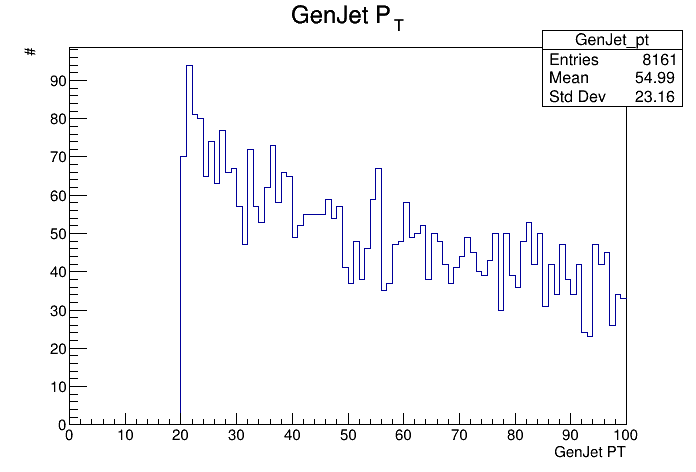 GenJet P_T
#
GenJet_pt
Entries 8161
Mean 54.99
Std Dev 23.16
90
80
70
60
50
40
30
20
10
0
0 10 20 30 40 50 60 70 80 90 100
GenJet PT